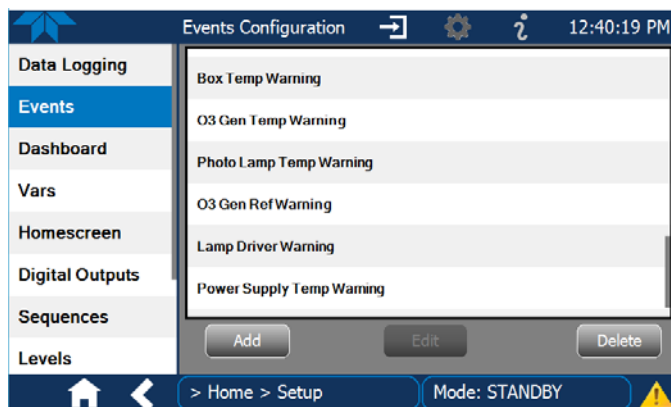 Events Configuration
12:40:19 PM
Data Logging
Events
Dashboard
Vars
Homescreen
Digital Outputs
Sequences
Levels
Box Temp Warning
O3 Gen Temp Warning
Photo Lamp Temp Warning
O3 Gen Ref Warning
Lamp Driver Warning
Power Supply Temp Warning
Add
Edit
Delete
> Home > Setup
Mode: STANDBY